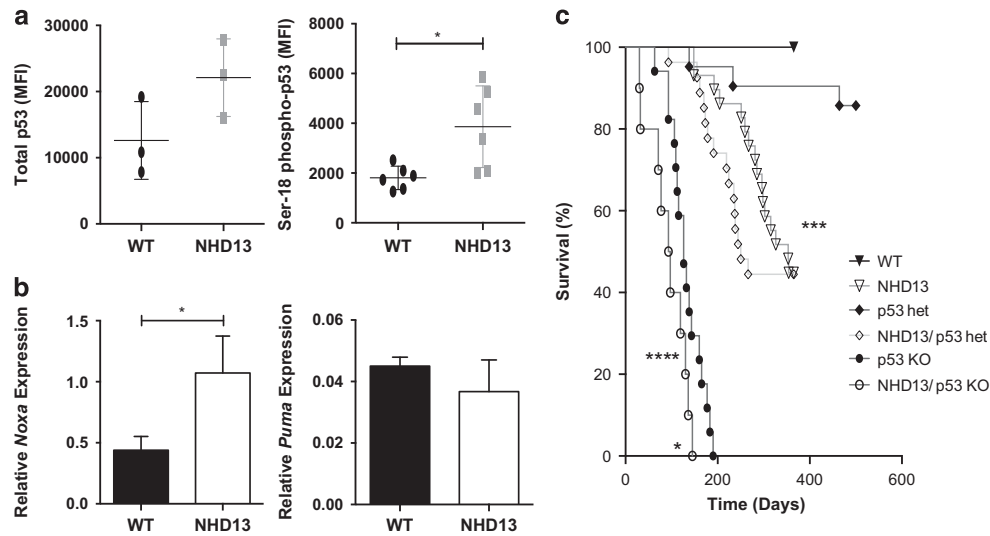 a
Total p53 (MFI)
30000
20000
10000
0
WT
NHD13
Ser-18 phospho-p53 (MFI)
8000
6000
4000
2000
0
*
WT
NHD13
b
Relative Noxa Expression
1.5
1.0
0.5
0.0
*
WT
NHD13
Relative Puma Expression
0.06
0.04
0.02
0.00
WT
NHD13
c
Survival (%)
100
80
60
40
20
0
***
****
*
0
200
400
600
Time (Days)
WT
NHD13
p53 het
NHD13/p53 het
p53 KO
NHD13/p53 KO